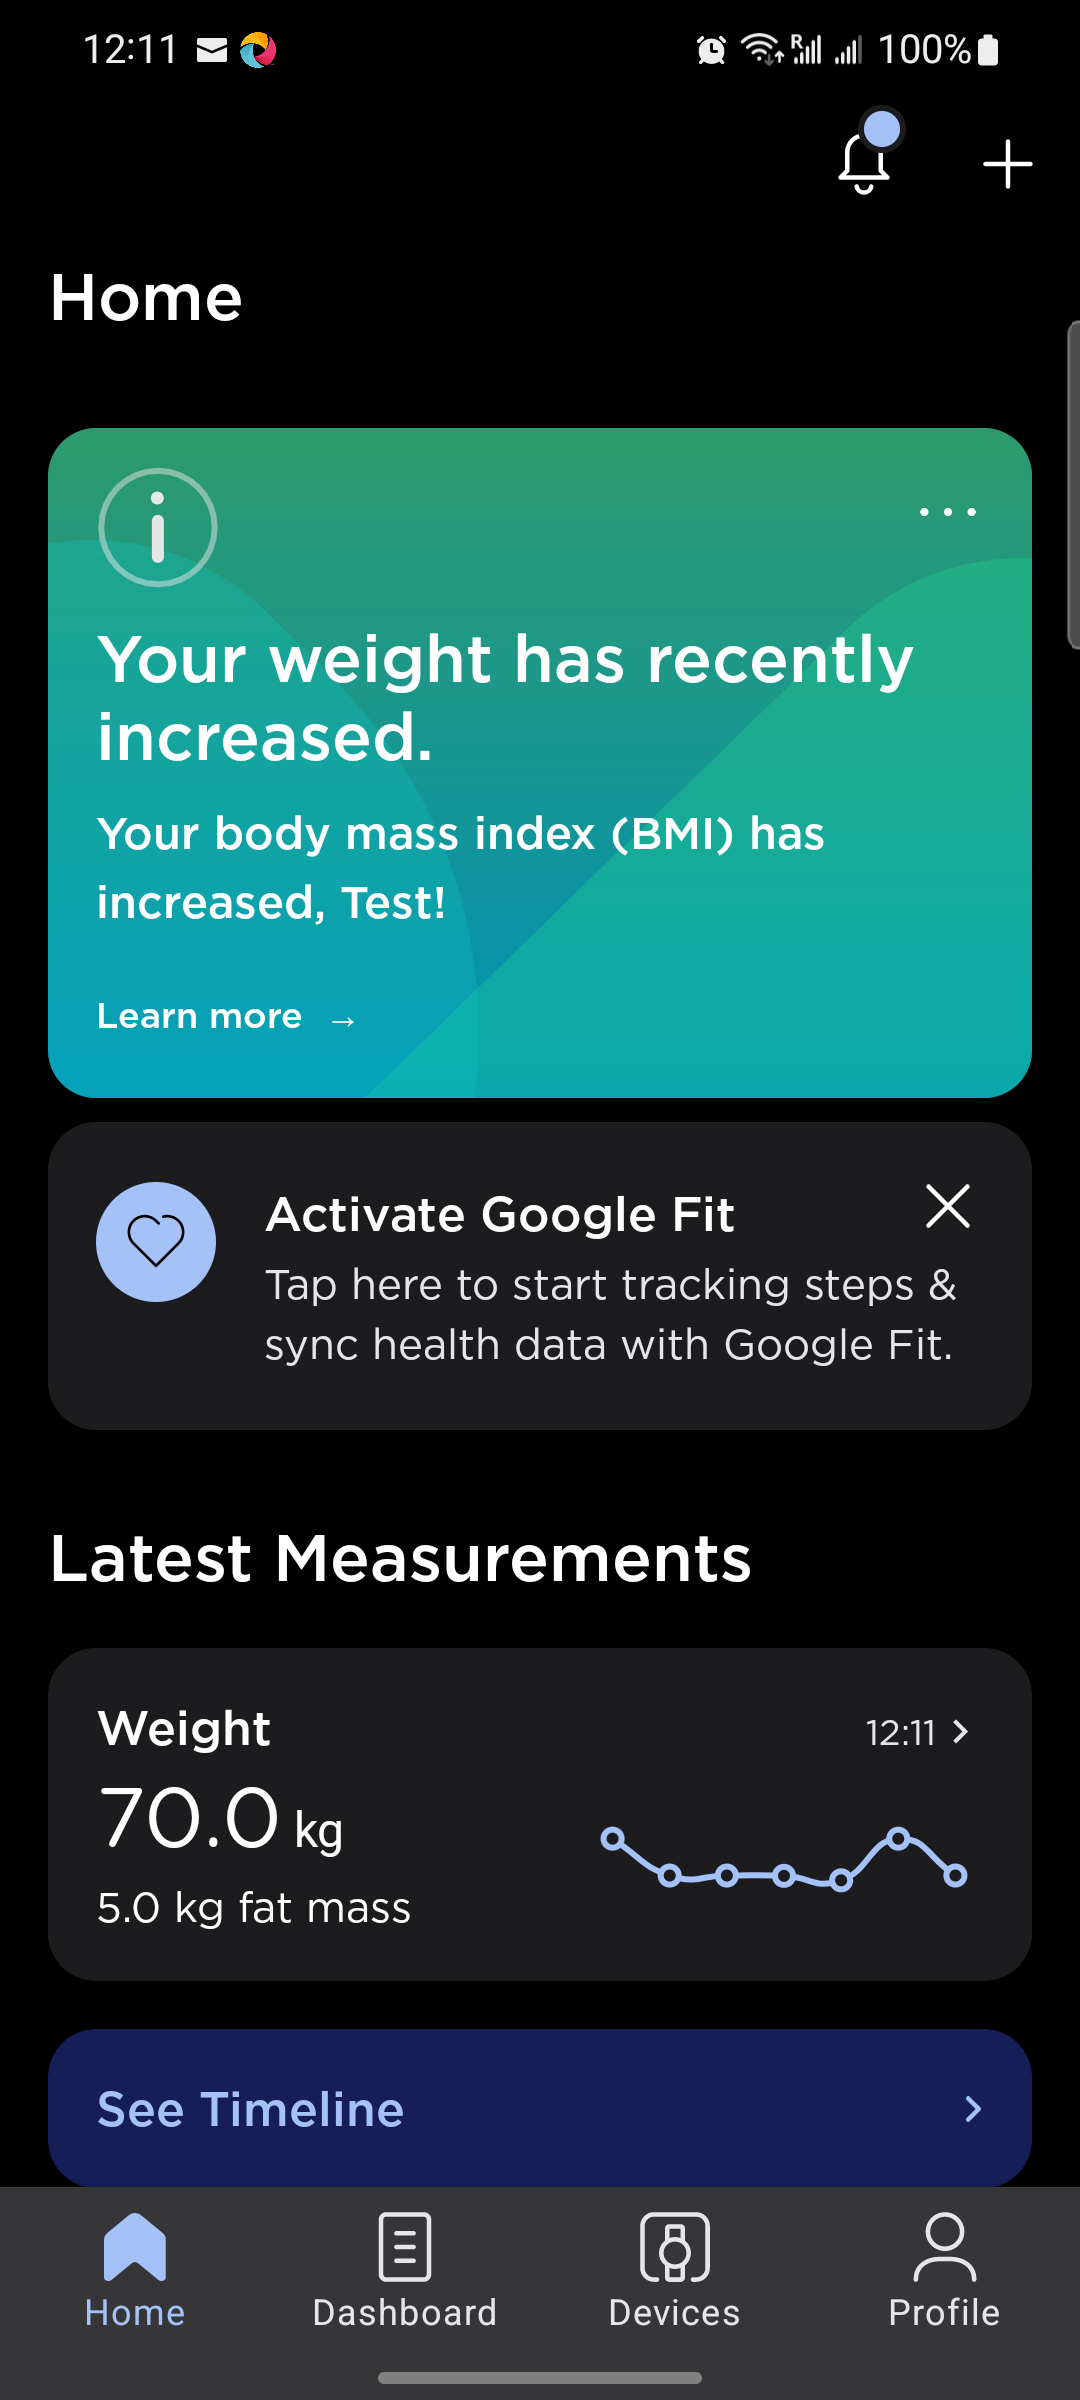 12:11
R
100%
Home
Your weight has recently
increased.
Your body mass index (BMI) has
increased, Test!
Learn more →
Activate Google Fit
Tap here to start tracking steps &
sync health data with Google Fit.
Latest Measurements
Weight
12:11
70.0 kg
5.0 kg fat mass
See Timeline
Home
Dashboard
Devices
Profile